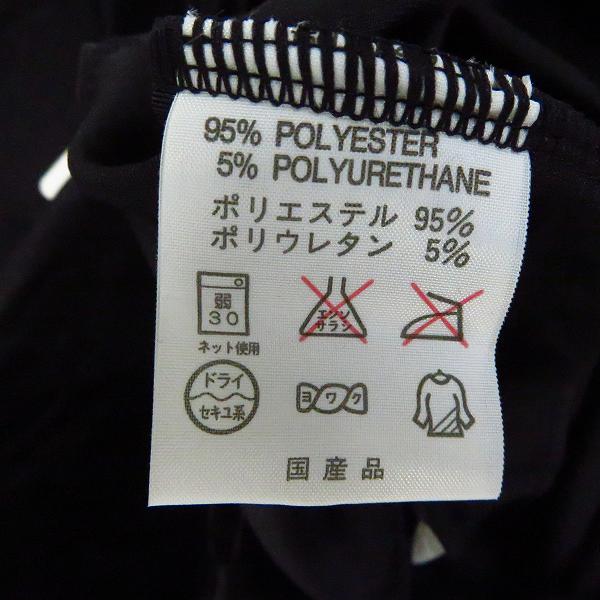 95% POLYESTER
5% POLYURETHANE
ポリエステル 95%
ポリウレタン 5%
弱
30
エンソ
サラシ
ネット使用
ドライ
セキユ系
ヨワク
国産品